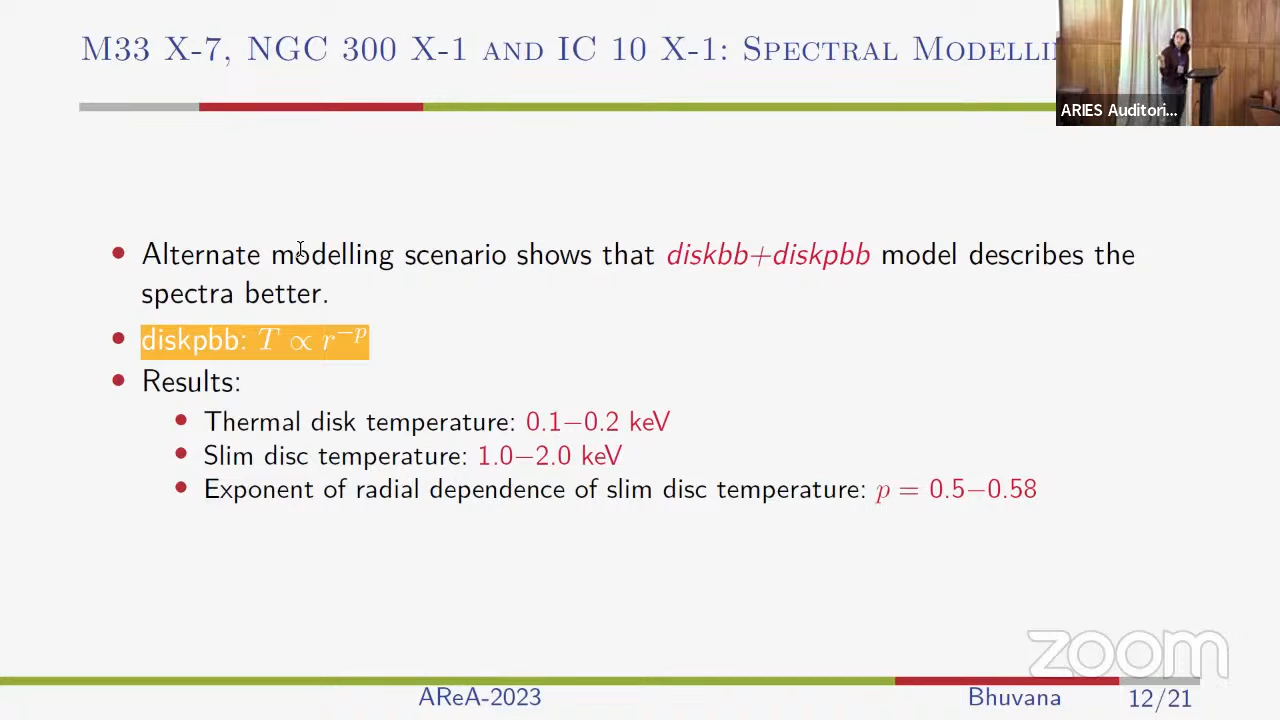 M33 X-7, NGC 300 X-1 AND IC 10 X-1: SPECTRAL MODELLIN
ARIES Auditori...
• Alternate modelling scenario shows that diskbb+diskpbb model describes the
spectra better.
• diskpbb: T ∝ r⁻ᵖ
• Results:
• Thermal disk temperature: 0.1−0.2 keV
• Slim disc temperature: 1.0−2.0 keV
• Exponent of radial dependence of slim disc temperature: p = 0.5−0.58
zoom
AReA-2023
Bhuvana
12/21